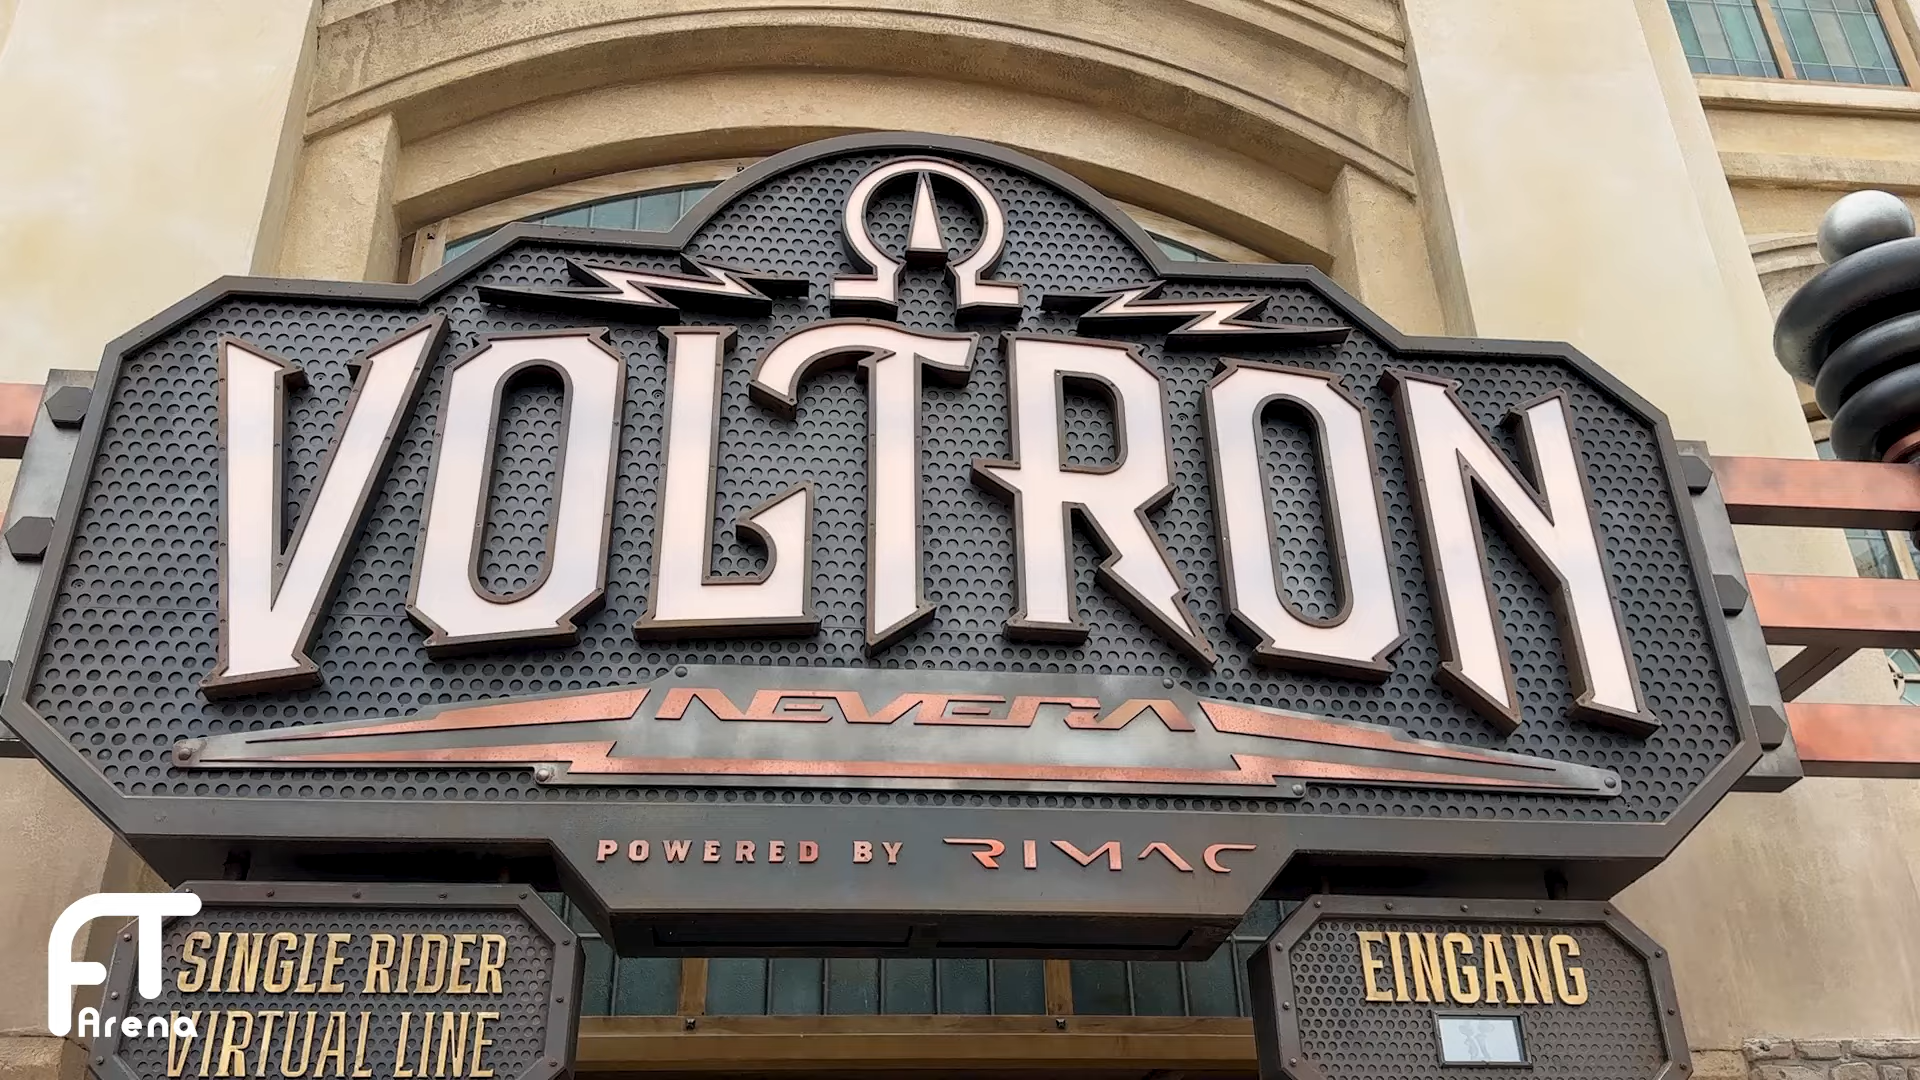 VOLTRON
NEVERA
POWERED BY RIMAC
SINGLE RIDER
VIRTUAL LINE
EINGANG
FT
Arena